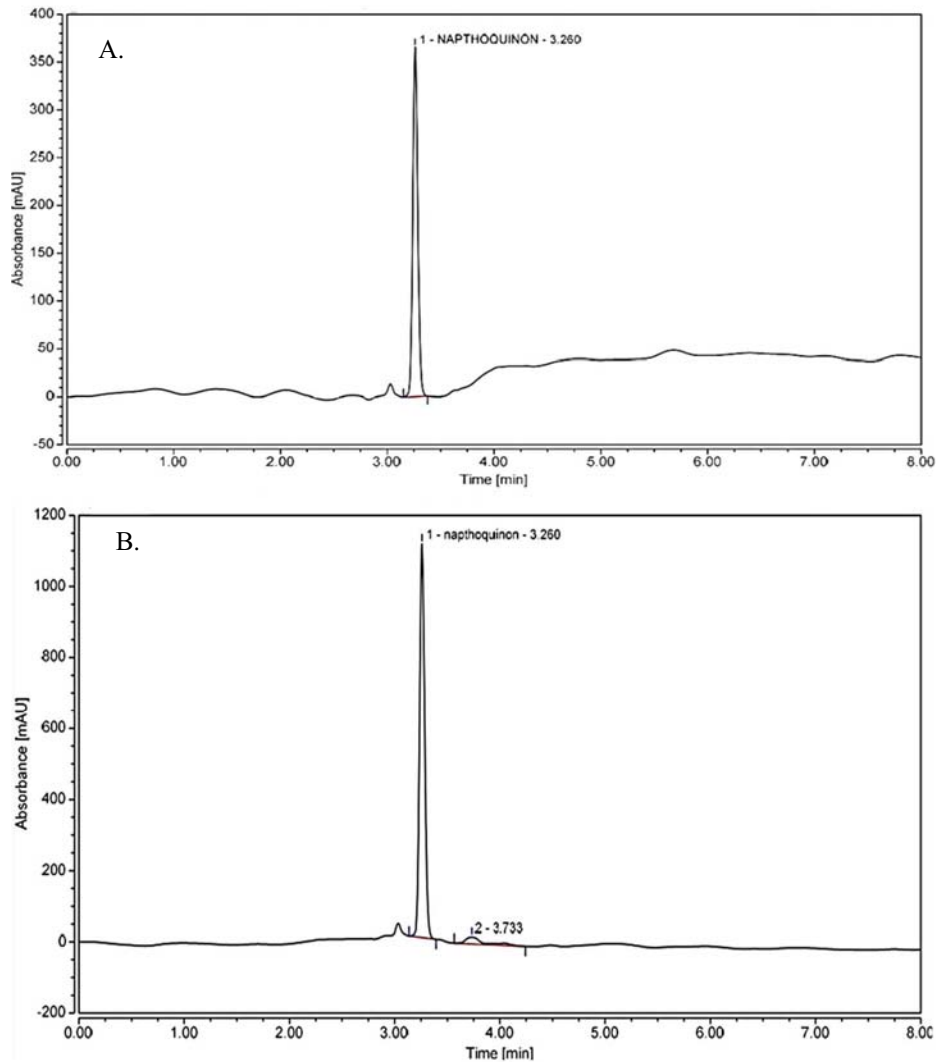 400
A.
1 - NAPTHOQUINON - 3.260
350
300
250
200
150
100
50
0
-50
Absorbance [mAU]
0.00 1.00 2.00 3.00 4.00 5.00 6.00 7.00 8.00
Time [min]
1200
B.
1 - napthoquinon - 3.260
1000
800
600
400
200
2 - 3.733
0
-200
Absorbance [mAU]
0.00 1.00 2.00 3.00 4.00 5.00 6.00 7.00 8.00
Time [min]